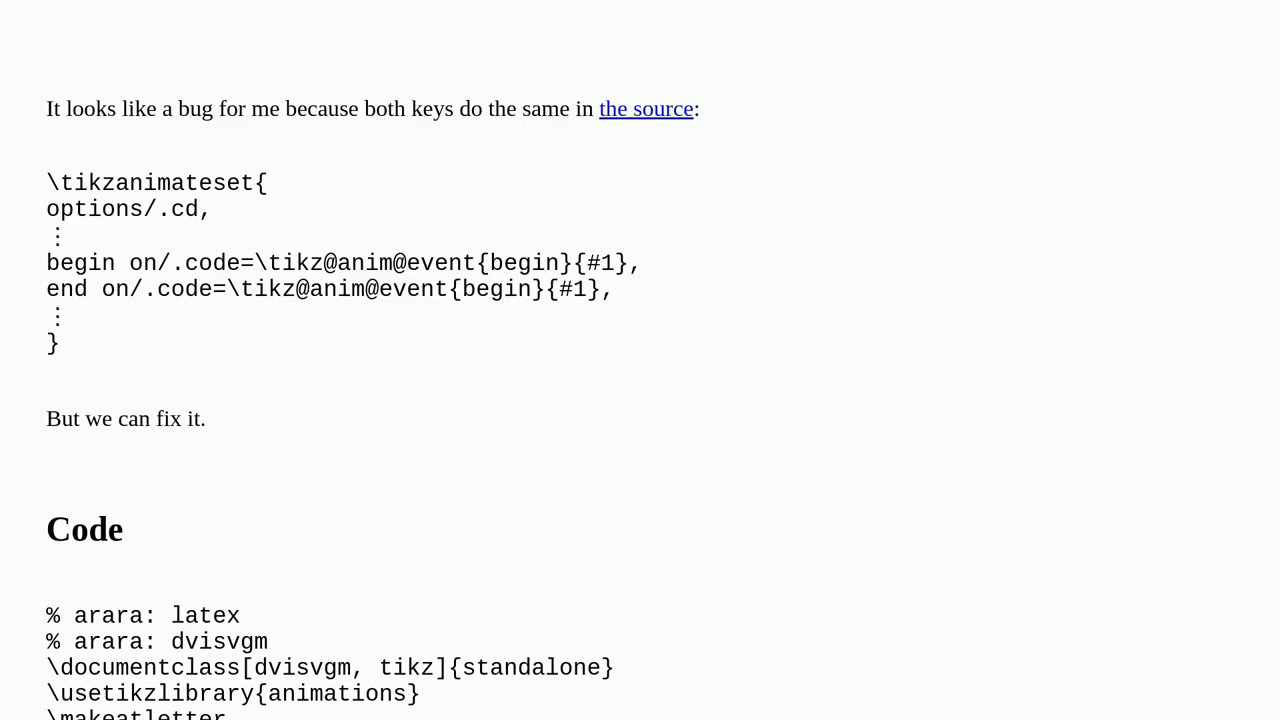 It looks like a bug for me because both keys do the same in the source:
\tikzanimateset{
options/.cd,
⋮
begin on/.code=\tikz@anim@event{begin}{#1},
end on/.code=\tikz@anim@event{begin}{#1},
⋮
}
But we can fix it.
Code
% arara: latex
% arara: dvisvgm
\documentclass[dvisvgm, tikz]{standalone}
\usetikzlibrary{animations}
\makeatletter